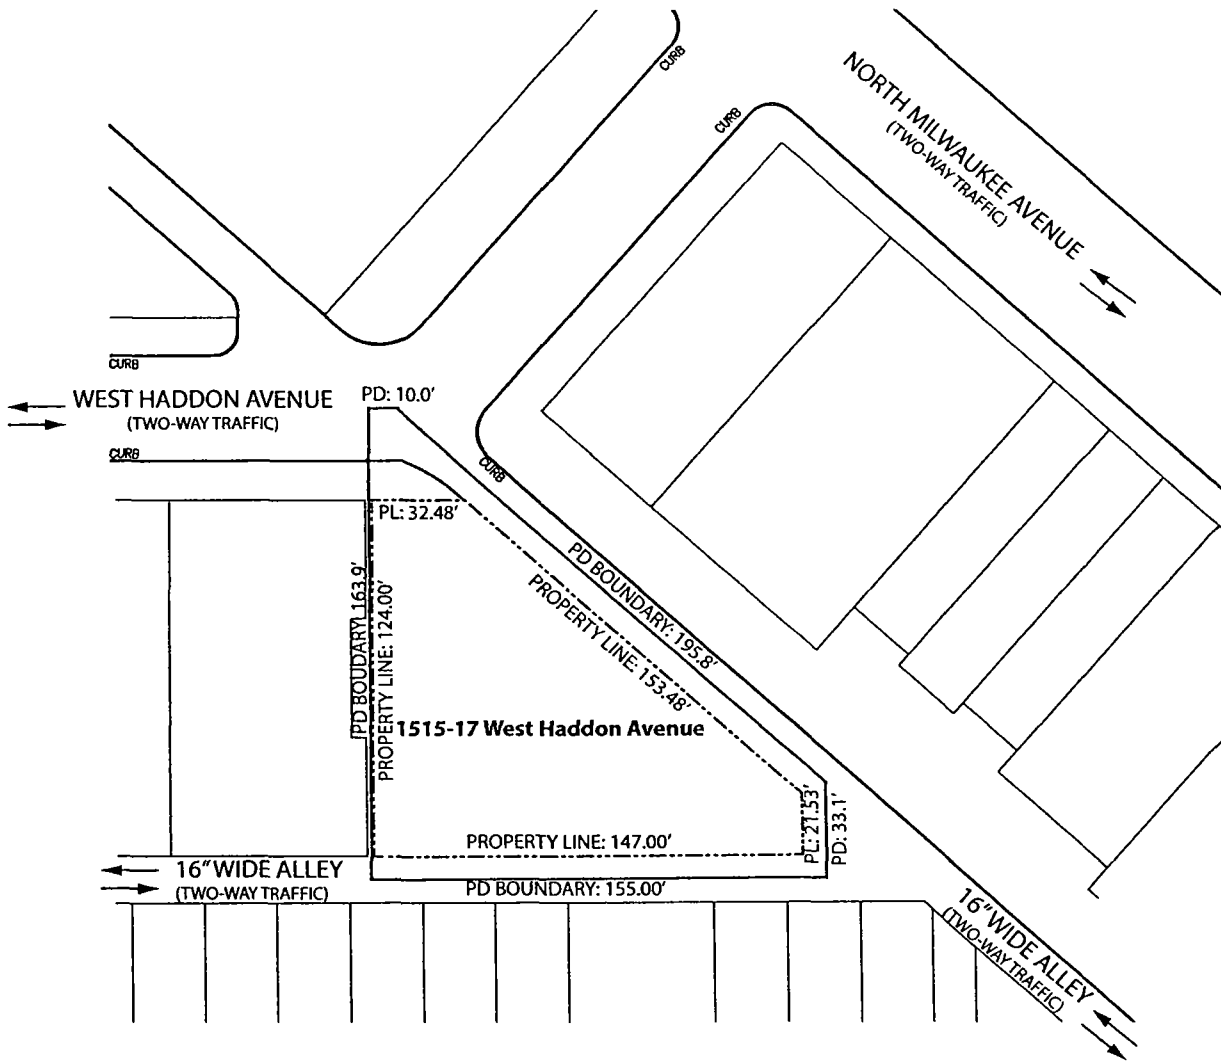 CURB
CURB
NORTH MILWAUKEE AVENUE
(TWO-WAY TRAFFIC)
CURB
WEST HADDON AVENUE
(TWO-WAY TRAFFIC)
PD: 10.0'
CURB
CURB
PL: 32.48'
PD BOUNDARY: 195.8'
PROPERTY LINE: 153.48'
PD BOUDARY: 163.9'
PROPERTY LINE: 124.00'
1515-17 West Haddon Avenue
PL: 21.53'
PD: 33.1'
PROPERTY LINE: 147.00'
16" WIDE ALLEY
(TWO-WAY TRAFFIC)
PD BOUNDARY: 155.00'
16" WIDE ALLEY
(TWO-WAY TRAFFIC)